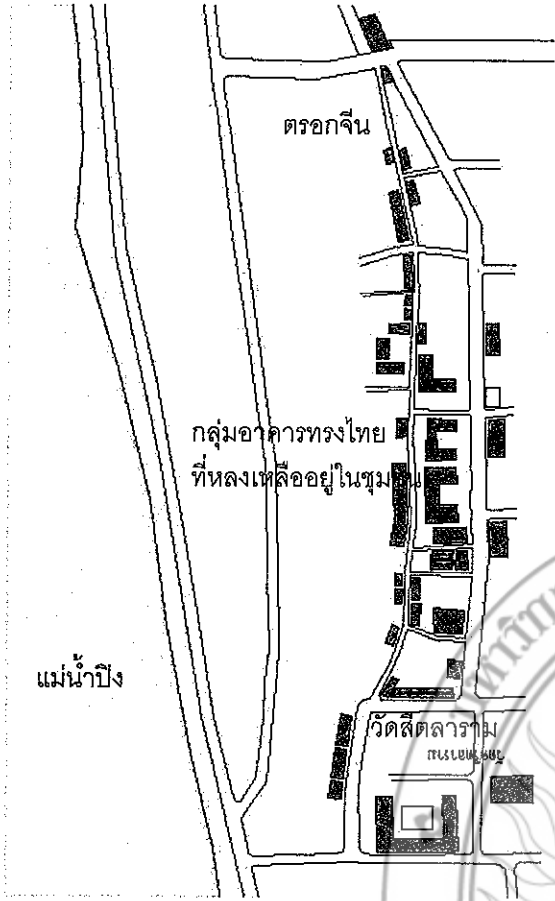 ตรอกจีน
กลุ่มอาคารทรงไทย
ที่หลงเหลืออยู่ในชุมชน
แม่น้ำปิง
วัดสีตลาราม